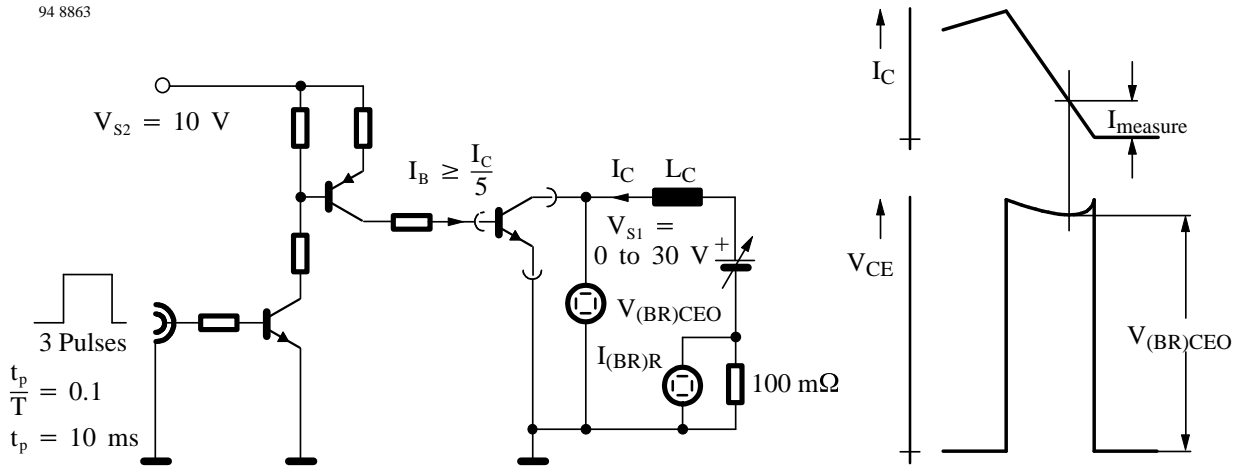 94 8863
V_S2 = 10 V
I_B ≥ I_C/5
I_C
L_C
V_S1 =
0 to 30 V
+
V_(BR)CEO
I_(BR)R
100 mΩ
3 Pulses
t_p/T = 0.1
t_p = 10 ms
I_C
I_measure
V_CE
V_(BR)CEO